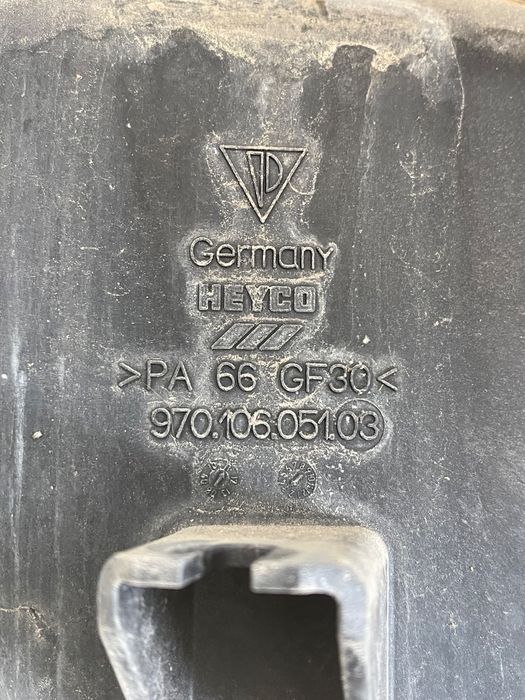 Germany
HEYCO
>PA 66 GF30<
970.106.051.03